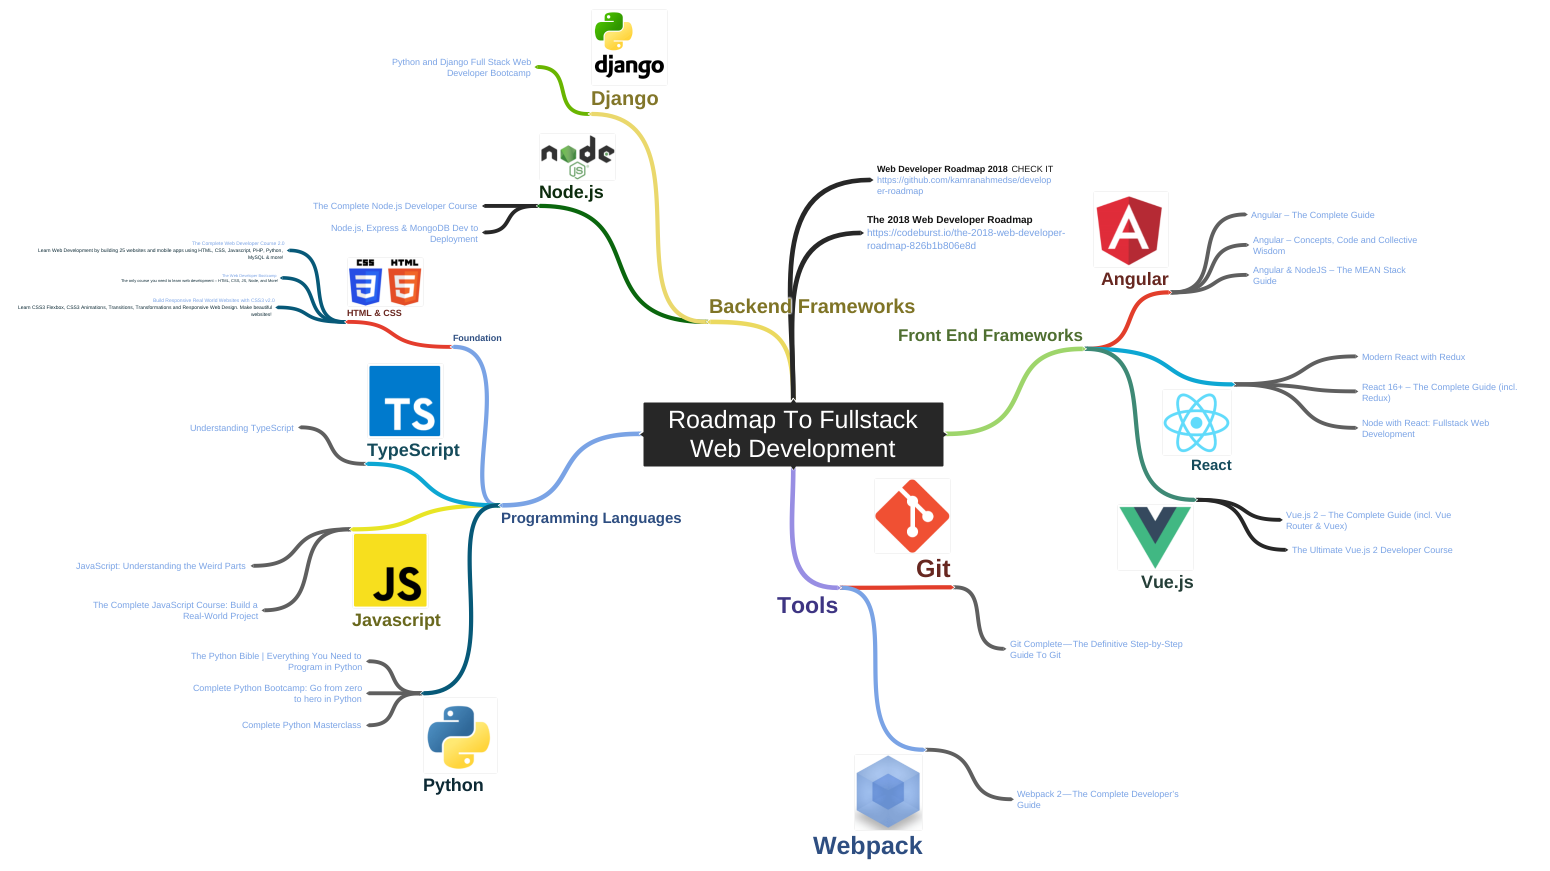 Roadmap To Fullstack
Web Development
django
Django
Python and Django Full Stack Web
Developer Bootcamp
node
JS
Node.js
The Complete Node.js Developer Course
Node.js, Express & MongoDB Dev to
Deployment
Backend Frameworks
Web Developer Roadmap 2018 CHECK IT
https://github.com/kamranahmedse/develop
er-roadmap
The 2018 Web Developer Roadmap
https://codeburst.io/the-2018-web-developer-
roadmap-826b1b806e8d
Front End Frameworks
A
Angular
Angular – The Complete Guide
Angular – Concepts, Code and Collective
Wisdom
Angular & NodeJS – The MEAN Stack
Guide
React
Modern React with Redux
React 16+ – The Complete Guide (incl.
Redux)
Node with React: Fullstack Web
Development
Vue.js
Vue.js 2 – The Complete Guide (incl. Vue
Router & Vuex)
The Ultimate Vue.js 2 Developer Course
Tools
Git
Git Complete — The Definitive Step-by-Step
Guide To Git
Webpack
Webpack 2 — The Complete Developer's
Guide
Programming Languages
Foundation
CSS HTML
3 5
HTML & CSS
The Complete Web Developer Course 2.0
Learn Web Development by building 25 websites and mobile apps using HTML, CSS, Javascript, PHP, Python,
MySQL & more!
The Web Developer Bootcamp
The only course you need to learn web development – HTML, CSS, JS, Node, and More!
Build Responsive Real World Websites with CSS3 v2.0
Learn CSS3 Flexbox, CSS3 Animations, Transitions, Transformations and Responsive Web Design. Make beautiful
websites!
TS
TypeScript
Understanding TypeScript
JS
Javascript
JavaScript: Understanding the Weird Parts
The Complete JavaScript Course: Build a
Real-World Project
Python
The Python Bible | Everything You Need to
Program in Python
Complete Python Bootcamp: Go from zero
to hero in Python
Complete Python Masterclass